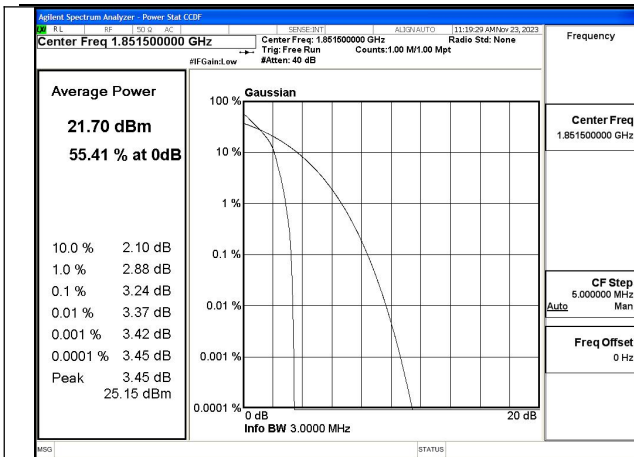 Agilent Spectrum Analyzer - Power Stat CCDF
RL RF 50 Ω AC SENSE:INT ALIGN AUTO 11:19:29 AM Nov 23, 2023
Center Freq 1.851500000 GHz
Center Freq: 1.851500000 GHz Radio Std: None
Trig: Free Run Counts:1.00 M/1.00 Mpt
#IFGain:Low #Atten: 40 dB
Frequency
Average Power
21.70 dBm
55.41 % at 0dB
10.0 % 2.10 dB
1.0 % 2.88 dB
0.1 % 3.24 dB
0.01 % 3.37 dB
0.001 % 3.42 dB
0.0001 % 3.45 dB
Peak 3.45 dB
25.15 dBm
Gaussian
100 %
10 %
1 %
0.1 %
0.01 %
0.001 %
0.0001 %
0 dB 20 dB
Info BW 3.0000 MHz
Center Freq
1.851500000 GHz
CF Step
5.000000 MHz
Auto Man
Freq Offset
0 Hz
MSG STATUS